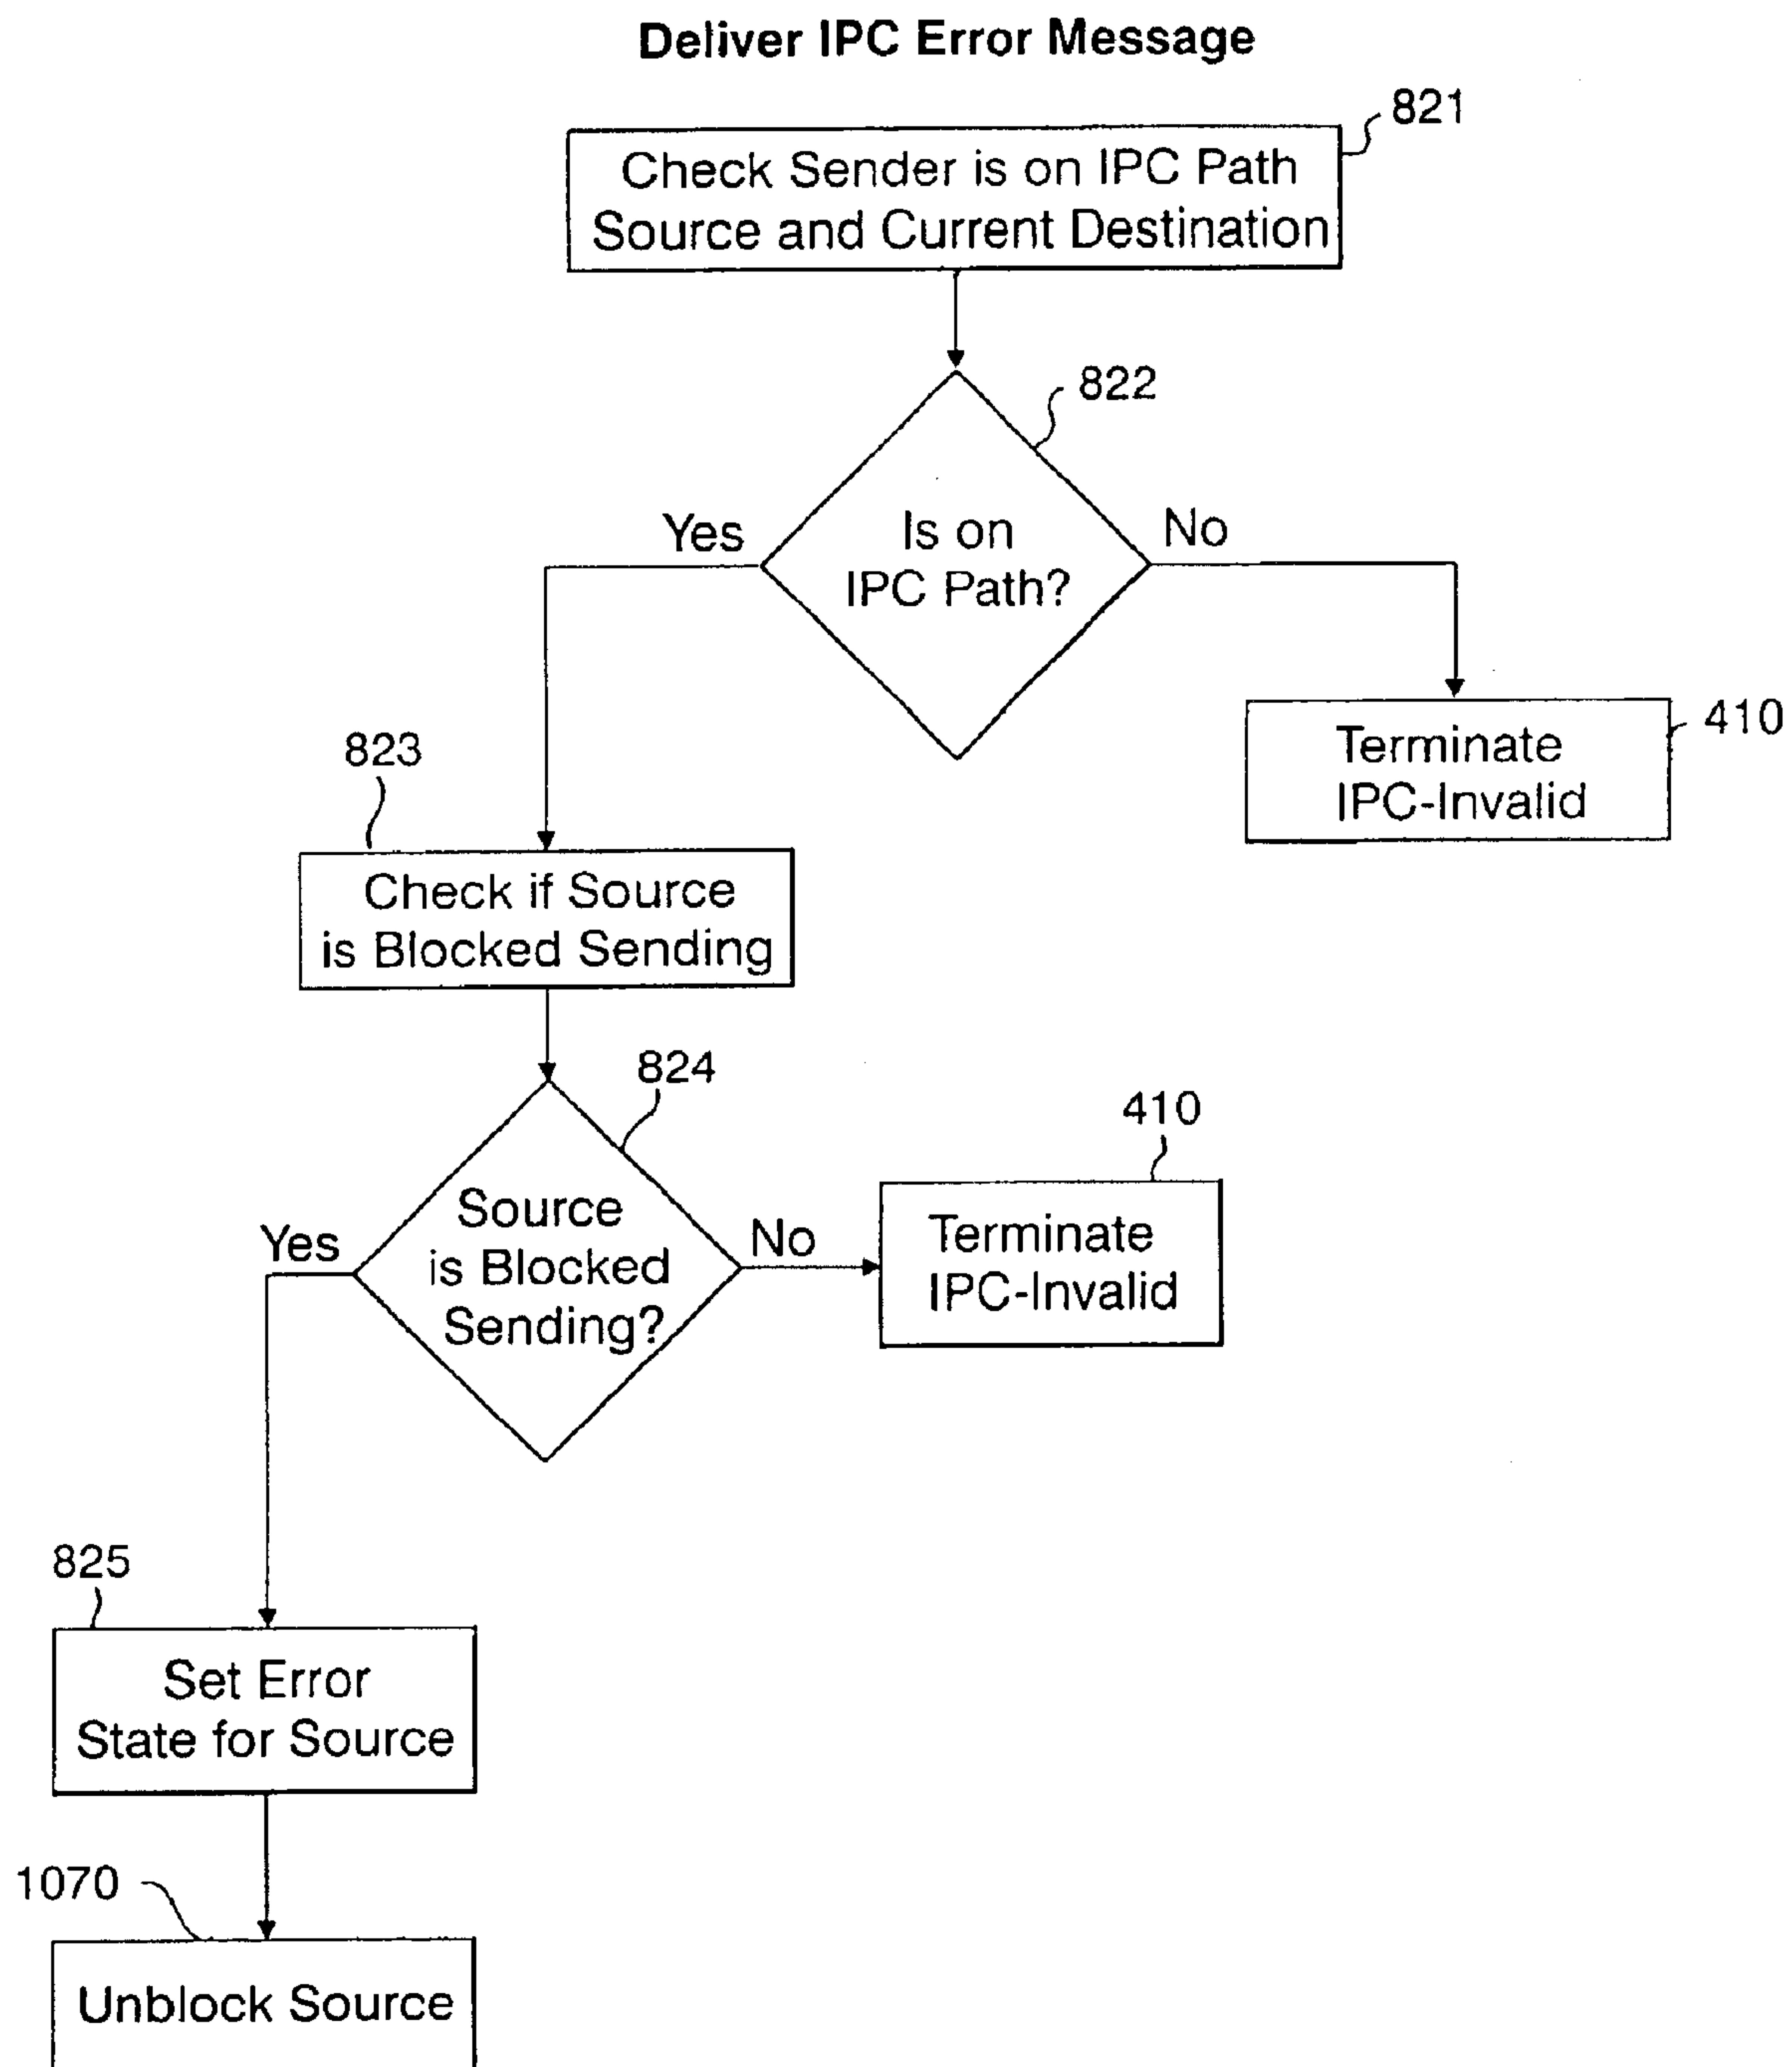 Deliver IPC Error Message
821
Check Sender is on IPC Path
Source and Current Destination
822
Yes
Is on
IPC Path?
No
410
Terminate
IPC-Invalid
823
Check if Source
is Blocked Sending
824
410
Yes
Source
is Blocked
Sending?
No
Terminate
IPC-Invalid
825
Set Error
State for Source
1070
Unblock Source